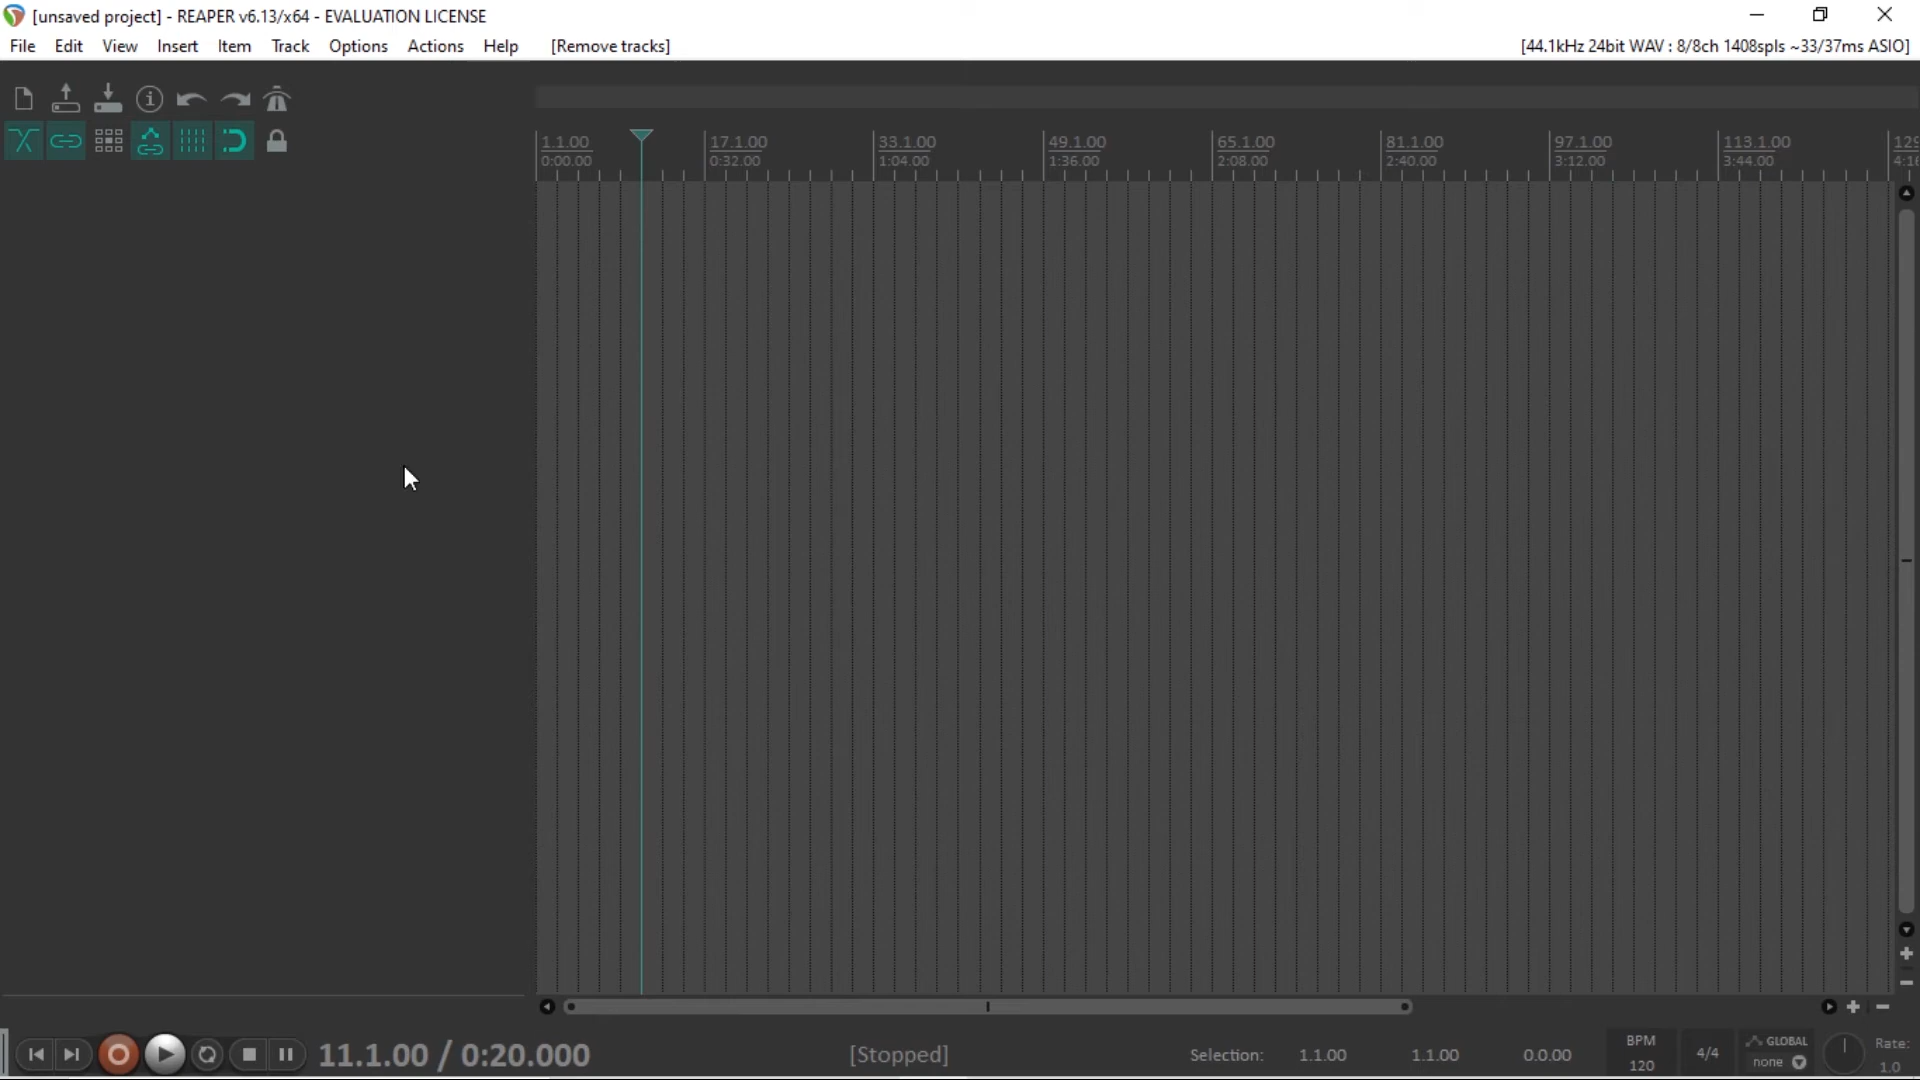 [unsaved project] - REAPER v6.13/x64 - EVALUATION LICENSE
File Edit View Insert Item Track Options Actions Help [Remove tracks] [44.1kHz 24bit WAV : 8/8ch 1408spls ~33/37ms ASIO]
1.1.00 17.1.00 33.1.00 49.1.00 65.1.00 81.1.00 97.1.00 113.1.00 129
0:00.00 0:32.00 1:04.00 1:36.00 2:08.00 2:40.00 3:12.00 3:44.00 4:16
11.1.00 / 0:20.000 [Stopped] Selection: 1.1.00 1.1.00 0.0.00 BPM 4/4 GLOBAL Rate:
120 none 1.0